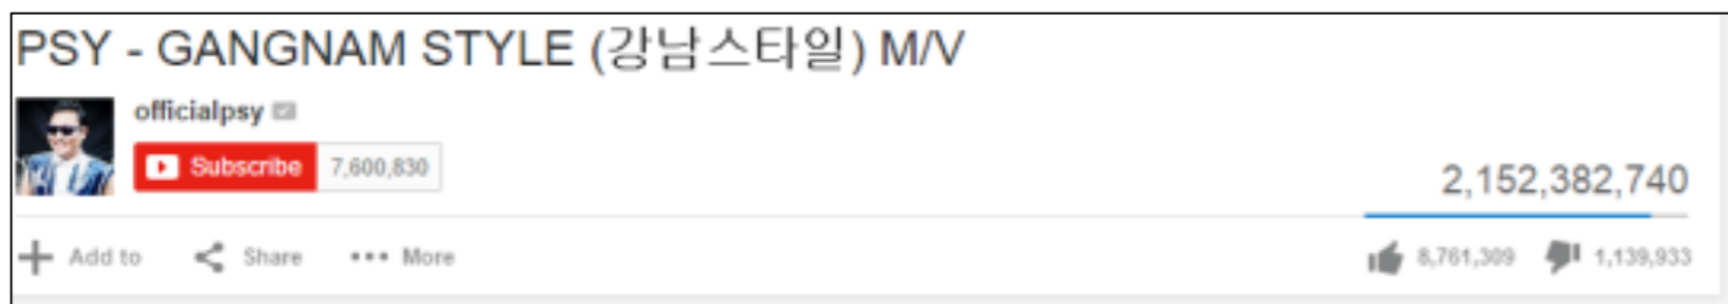 PSY - GANGNAM STYLE (강남스타일) M/V
officialpsy
Subscribe 7,600,830
2,152,382,740
Add to Share More 8,761,309 1,139,933